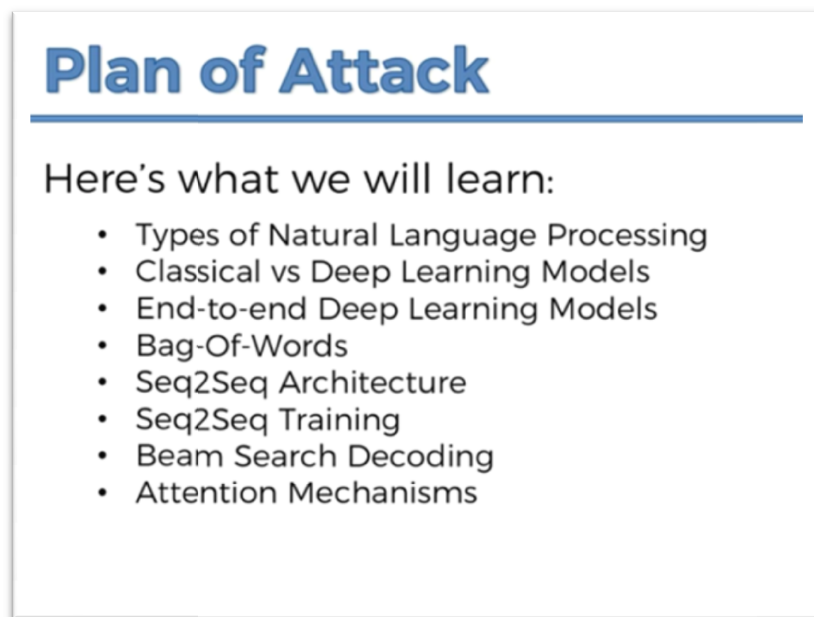 Plan of Attack
Here's what we will learn:
• Types of Natural Language Processing
• Classical vs Deep Learning Models
• End-to-end Deep Learning Models
• Bag-Of-Words
• Seq2Seq Architecture
• Seq2Seq Training
• Beam Search Decoding
• Attention Mechanisms